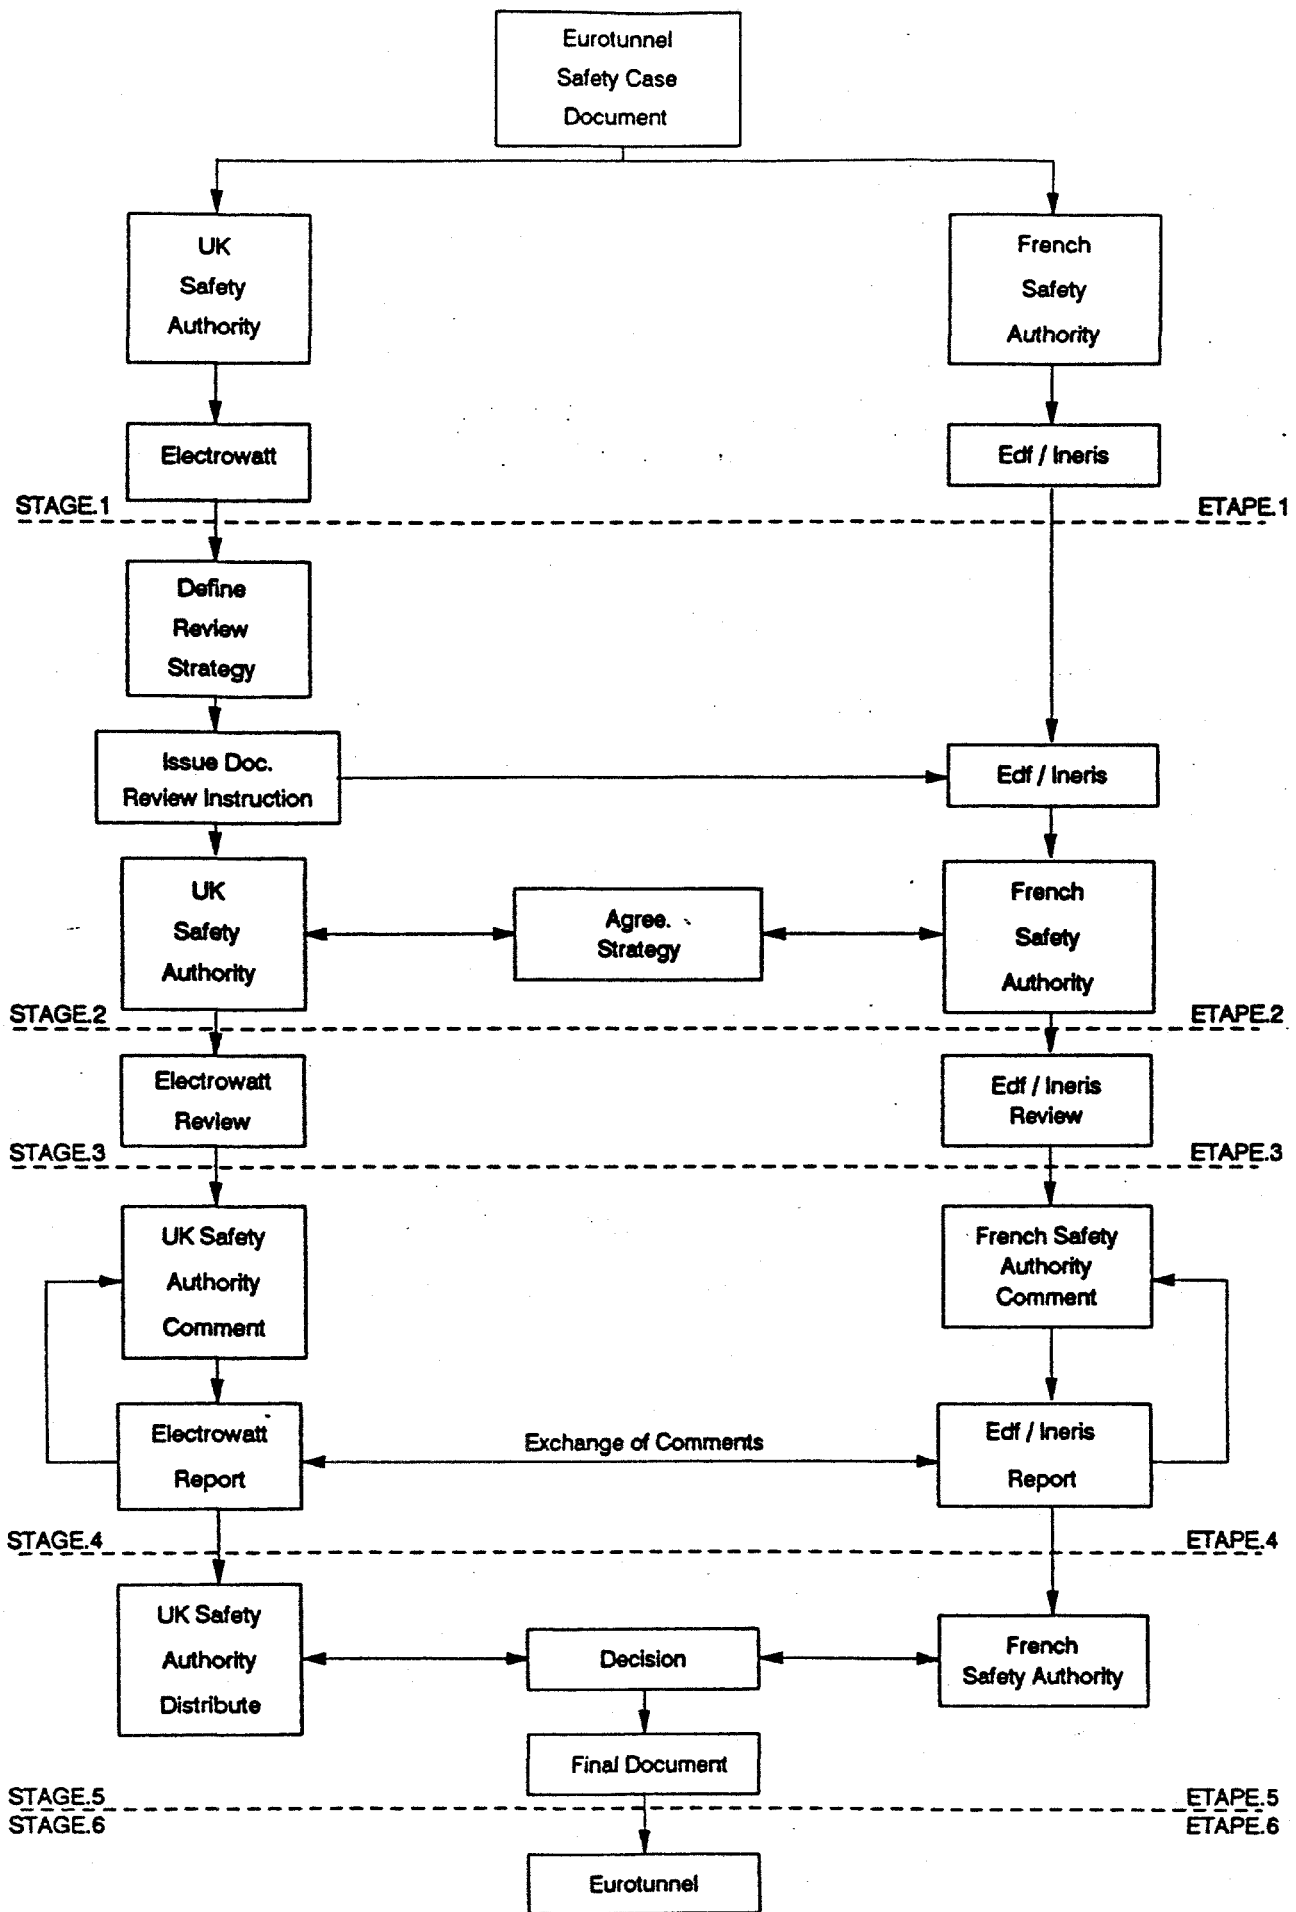 Eurotunnel
Safety Case
Document
UK
Safety
Authority
French
Safety
Authority
Electrowatt
Edf / Ineris
STAGE.1
ETAPE.1
Define
Review
Strategy
Issue Doc.
Review Instruction
Edf / Ineris
UK
Safety
Authority
Agree.
Strategy
French
Safety
Authority
STAGE.2
ETAPE.2
Electrowatt
Review
Edf / Ineris
Review
STAGE.3
ETAPE.3
UK Safety
Authority
Comment
French Safety
Authority
Comment
Electrowatt
Report
Exchange of Comments
Edf / Ineris
Report
STAGE.4
ETAPE.4
UK Safety
Authority
Distribute
Decision
French
Safety Authority
Final Document
STAGE.5
ETAPE.5
STAGE.6
ETAPE.6
Eurotunnel